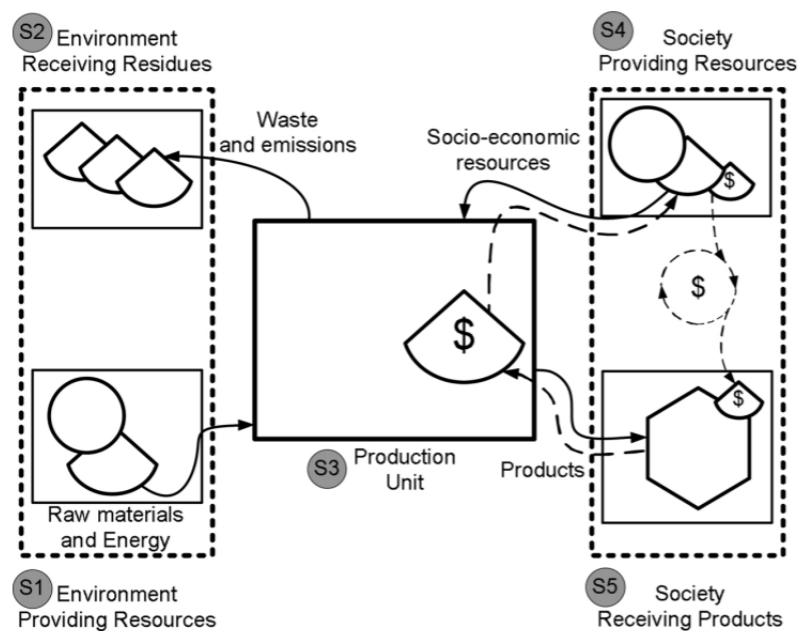 S2 Environment
Receiving Residues
S4 Society
Providing Resources
Waste
and emissions
Socio-economic
resources
$
$
$
$
S3 Production
Unit
Products
Raw materials
and Energy
S1 Environment
Providing Resources
S5 Society
Receiving Products